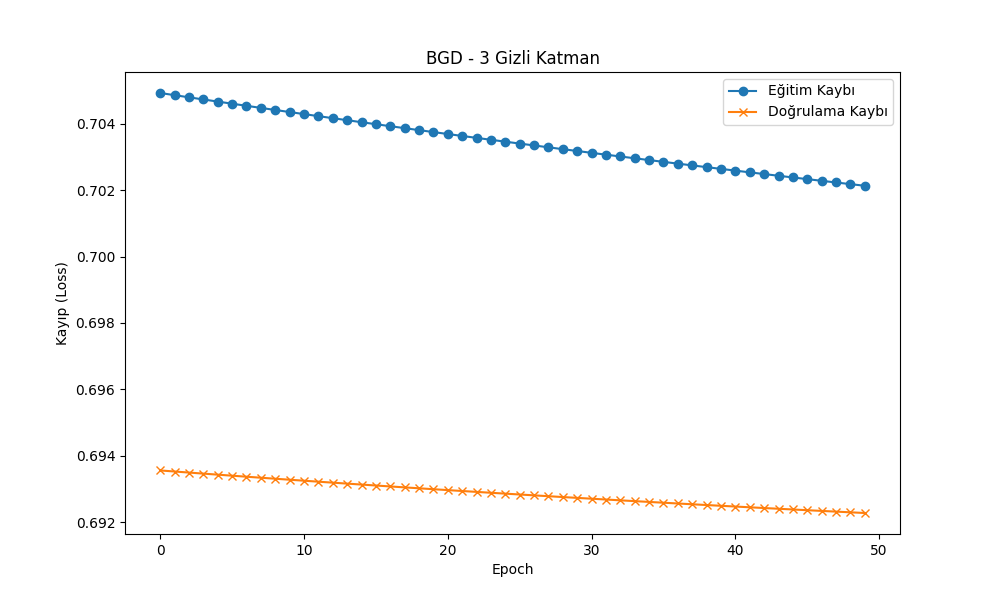 BGD - 3 Gizli Katman
Eğitim Kaybı
Doğrulama Kaybı
Kayıp (Loss)
0.704
0.702
0.700
0.698
0.696
0.694
0.692
0 10 20 30 40 50
Epoch